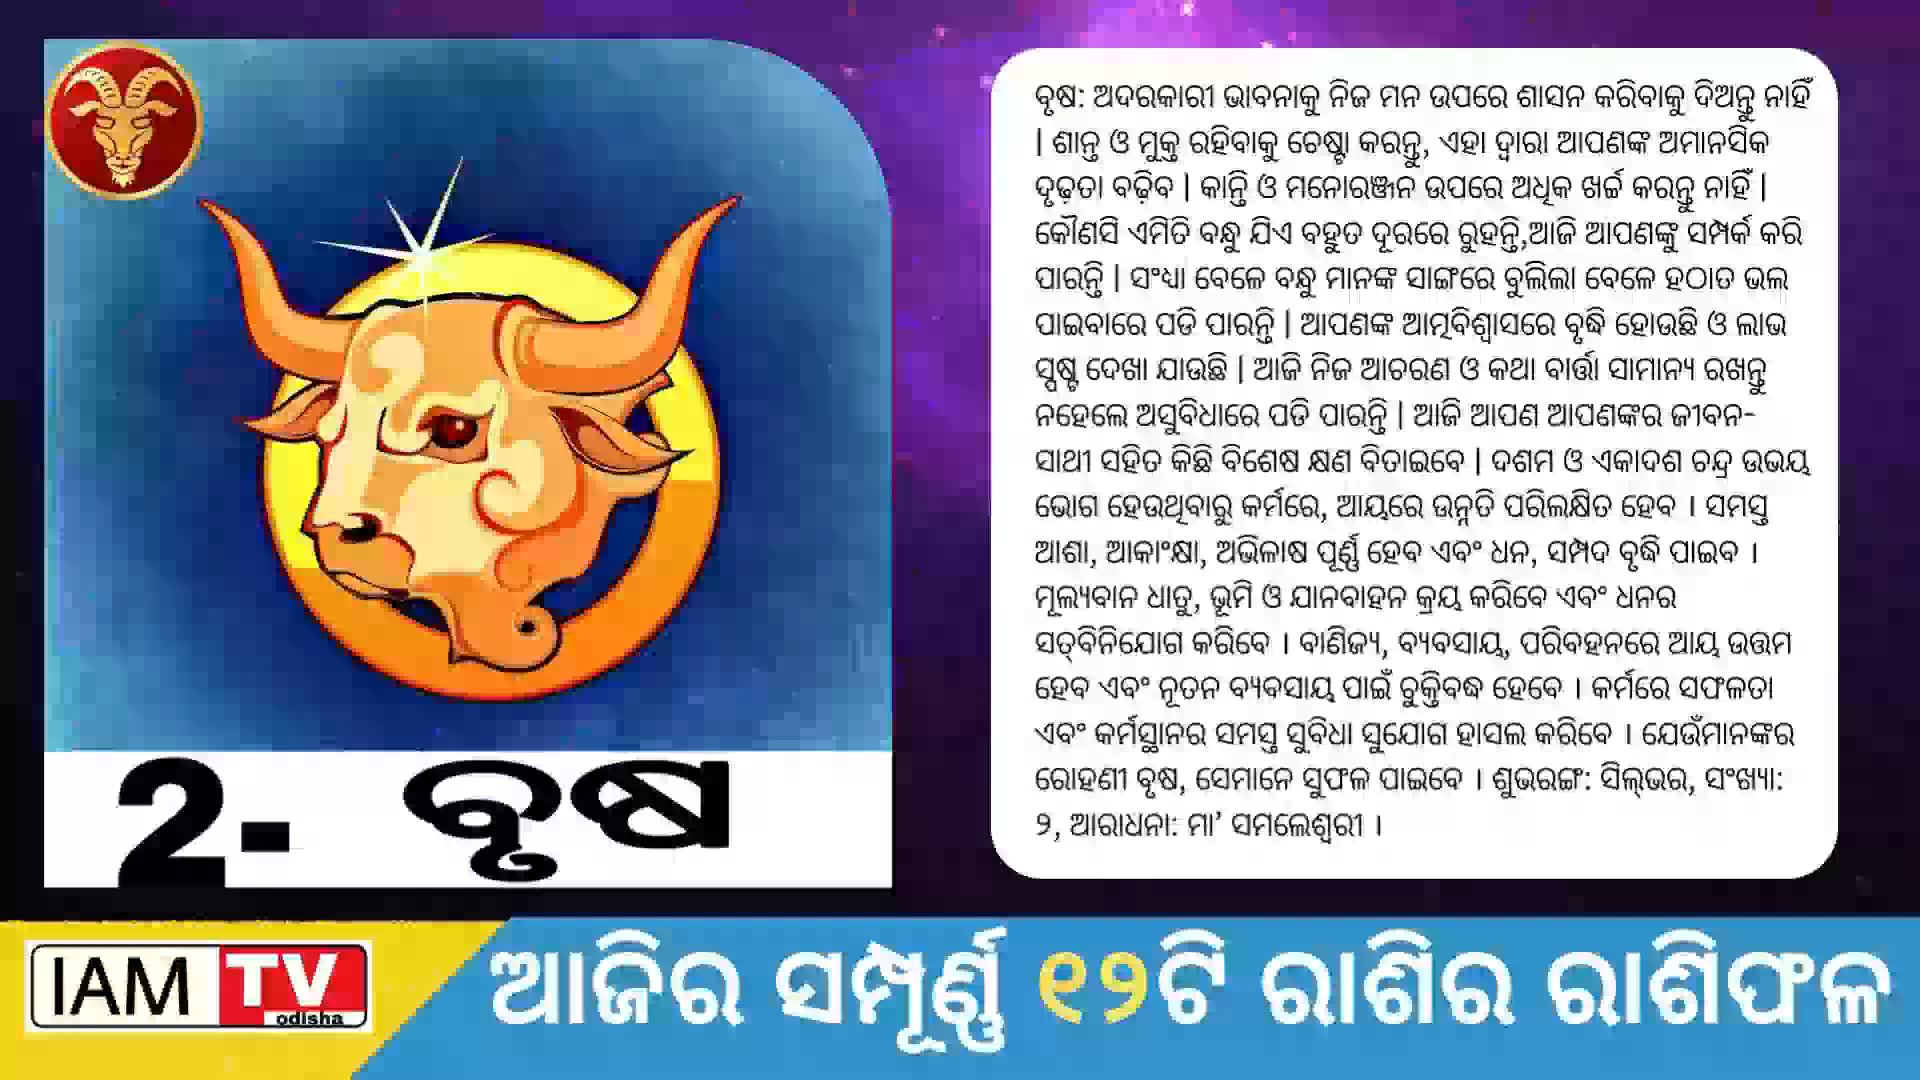 ବୃଷ: ଅଦରକାରୀ ଭାବନାକୁ ନିଜ ମନ ଉପରେ ଶାସନ କରିବାକୁ ଦିଅନ୍ତୁ ନାହିଁ
| ଶାନ୍ତ ଓ ମୁକ୍ତ ରହିବାକୁ ଚେଷ୍ଟା କରନ୍ତୁ, ଏହା ଦ୍ୱାରା ଆପଣଙ୍କ ଅମାନସିକ
ଦୃଢ଼ତା ବଢ଼ିବ | କାନ୍ତି ଓ ମନୋରଞ୍ଜନ ଉପରେ ଅଧିକ ଖର୍ଚ୍ଚ କରନ୍ତୁ ନାହିଁ |
କୌଣସି ଏମିତି ବନ୍ଧୁ ଯିଏ ବହୁତ ଦୂରରେ ରୁହନ୍ତି,ଆଜି ଆପଣଙ୍କୁ ସମ୍ପର୍କ କରି
ପାରନ୍ତି | ସଂଧ୍ୟା ବେଳେ ବନ୍ଧୁ ମାନଙ୍କ ସାଙ୍ଗରେ ବୁଲିଲା ବେଳେ ହଠାତ ଭଲ
ପାଇବାରେ ପଡି ପାରନ୍ତି | ଆପଣଙ୍କ ଆତ୍ମବିଶ୍ୱାସରେ ବୃଦ୍ଧି ହୋଉଛି ଓ ଲାଭ
ସ୍ପଷ୍ଟ ଦେଖା ଯାଉଛି | ଆଜି ନିଜ ଆଚରଣ ଓ କଥା ବାର୍ତ୍ତା ସାମାନ୍ୟ ରଖନ୍ତୁ
ନହେଲେ ଅସୁବିଧାରେ ପଡି ପାରନ୍ତି | ଆଜି ଆପଣ ଆପଣଙ୍କର ଜୀବନ-
ସାଥୀ ସହିତ କିଛି ବିଶେଷ କ୍ଷଣ ବିତାଇବେ | ଦଶମ ଓ ଏକାଦଶ ଚନ୍ଦ୍ର ଉଭୟ
ଭୋଗ ହେଉଥିବାରୁ କର୍ମରେ, ଆୟରେ ଉନ୍ନତି ପରିଲକ୍ଷିତ ହେବ । ସମସ୍ତ
ଆଶା, ଆକାଂକ୍ଷା, ଅଭିଳାଷ ପୂର୍ଣ୍ଣ ହେବ ଏବଂ ଧନ, ସମ୍ପଦ ବୃଦ୍ଧି ପାଇବ ।
ମୂଲ୍ୟବାନ ଧାତୁ, ଭୂମି ଓ ଯାନବାହନ କ୍ରୟ କରିବେ ଏବଂ ଧନର
ସତ୍‌ବିନିଯୋଗ କରିବେ । ବାଣିଜ୍ୟ, ବ୍ୟବସାୟ, ପରିବହନରେ ଆୟ ଉତ୍ତମ
ହେବ ଏବଂ ନୂତନ ବ୍ୟବସାୟ ପାଇଁ ଚୁକ୍ତିବଦ୍ଧ ହେବେ । କର୍ମରେ ସଫଳତା
ଏବଂ କର୍ମସ୍ଥାନର ସମସ୍ତ ସୁବିଧା ସୁଯୋଗ ହାସଲ କରିବେ । ଯେଉଁମାନଙ୍କର
ରୋହଣୀ ବୃଷ, ସେମାନେ ସୁଫଳ ପାଇବେ । ଶୁଭରଙ୍ଗ: ସିଲ୍‌ଭର, ସଂଖ୍ୟା:
୨, ଆରାଧନା: ମା’ ସମଲେଶ୍ୱରୀ ।
2- ବୃଷ
IAM TV
odisha
ଆଜିର ସମ୍ପୂର୍ଣ୍ଣ ୧୨ଟି ରାଶିର ରାଶିଫଳ